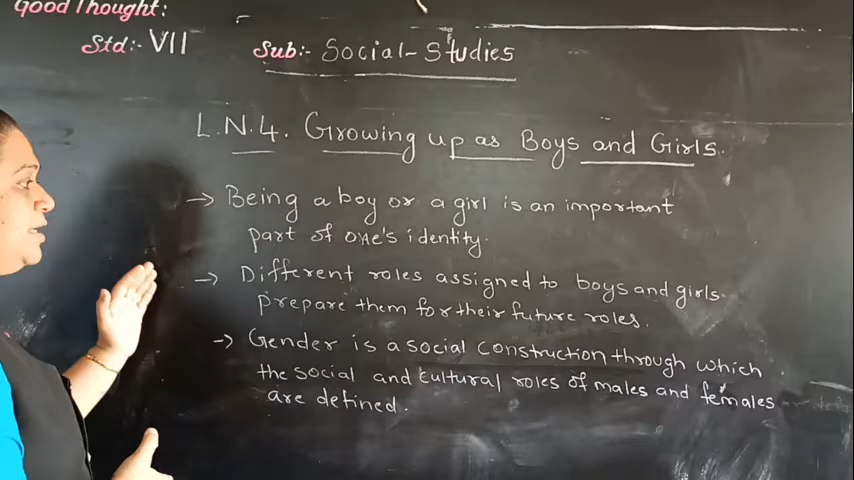 Good Thought:
Std:- VII
Sub:- Social-Studies
L.N.4. Growing up as Boys and Girls.
→ Being a boy or a girl is an important
part of one's identity.
→ Different roles assigned to boys and girls
prepare them for their future roles.
→ Gender is a social construction through which
the social and cultural roles of males and females
are defined.